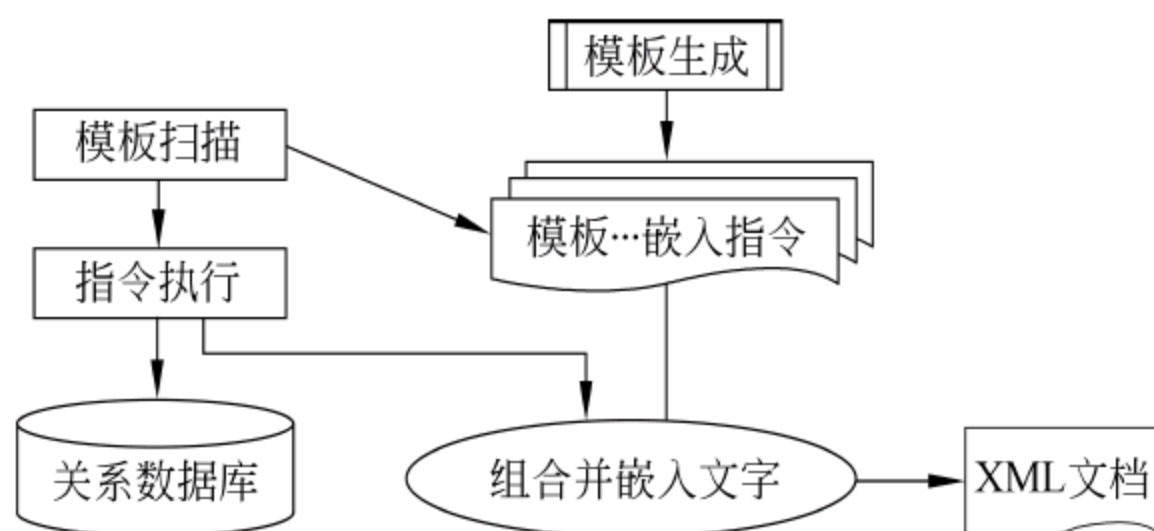 模板生成
模板扫描
模板…嵌入指令
指令执行
关系数据库
组合并嵌入文字
XML文档